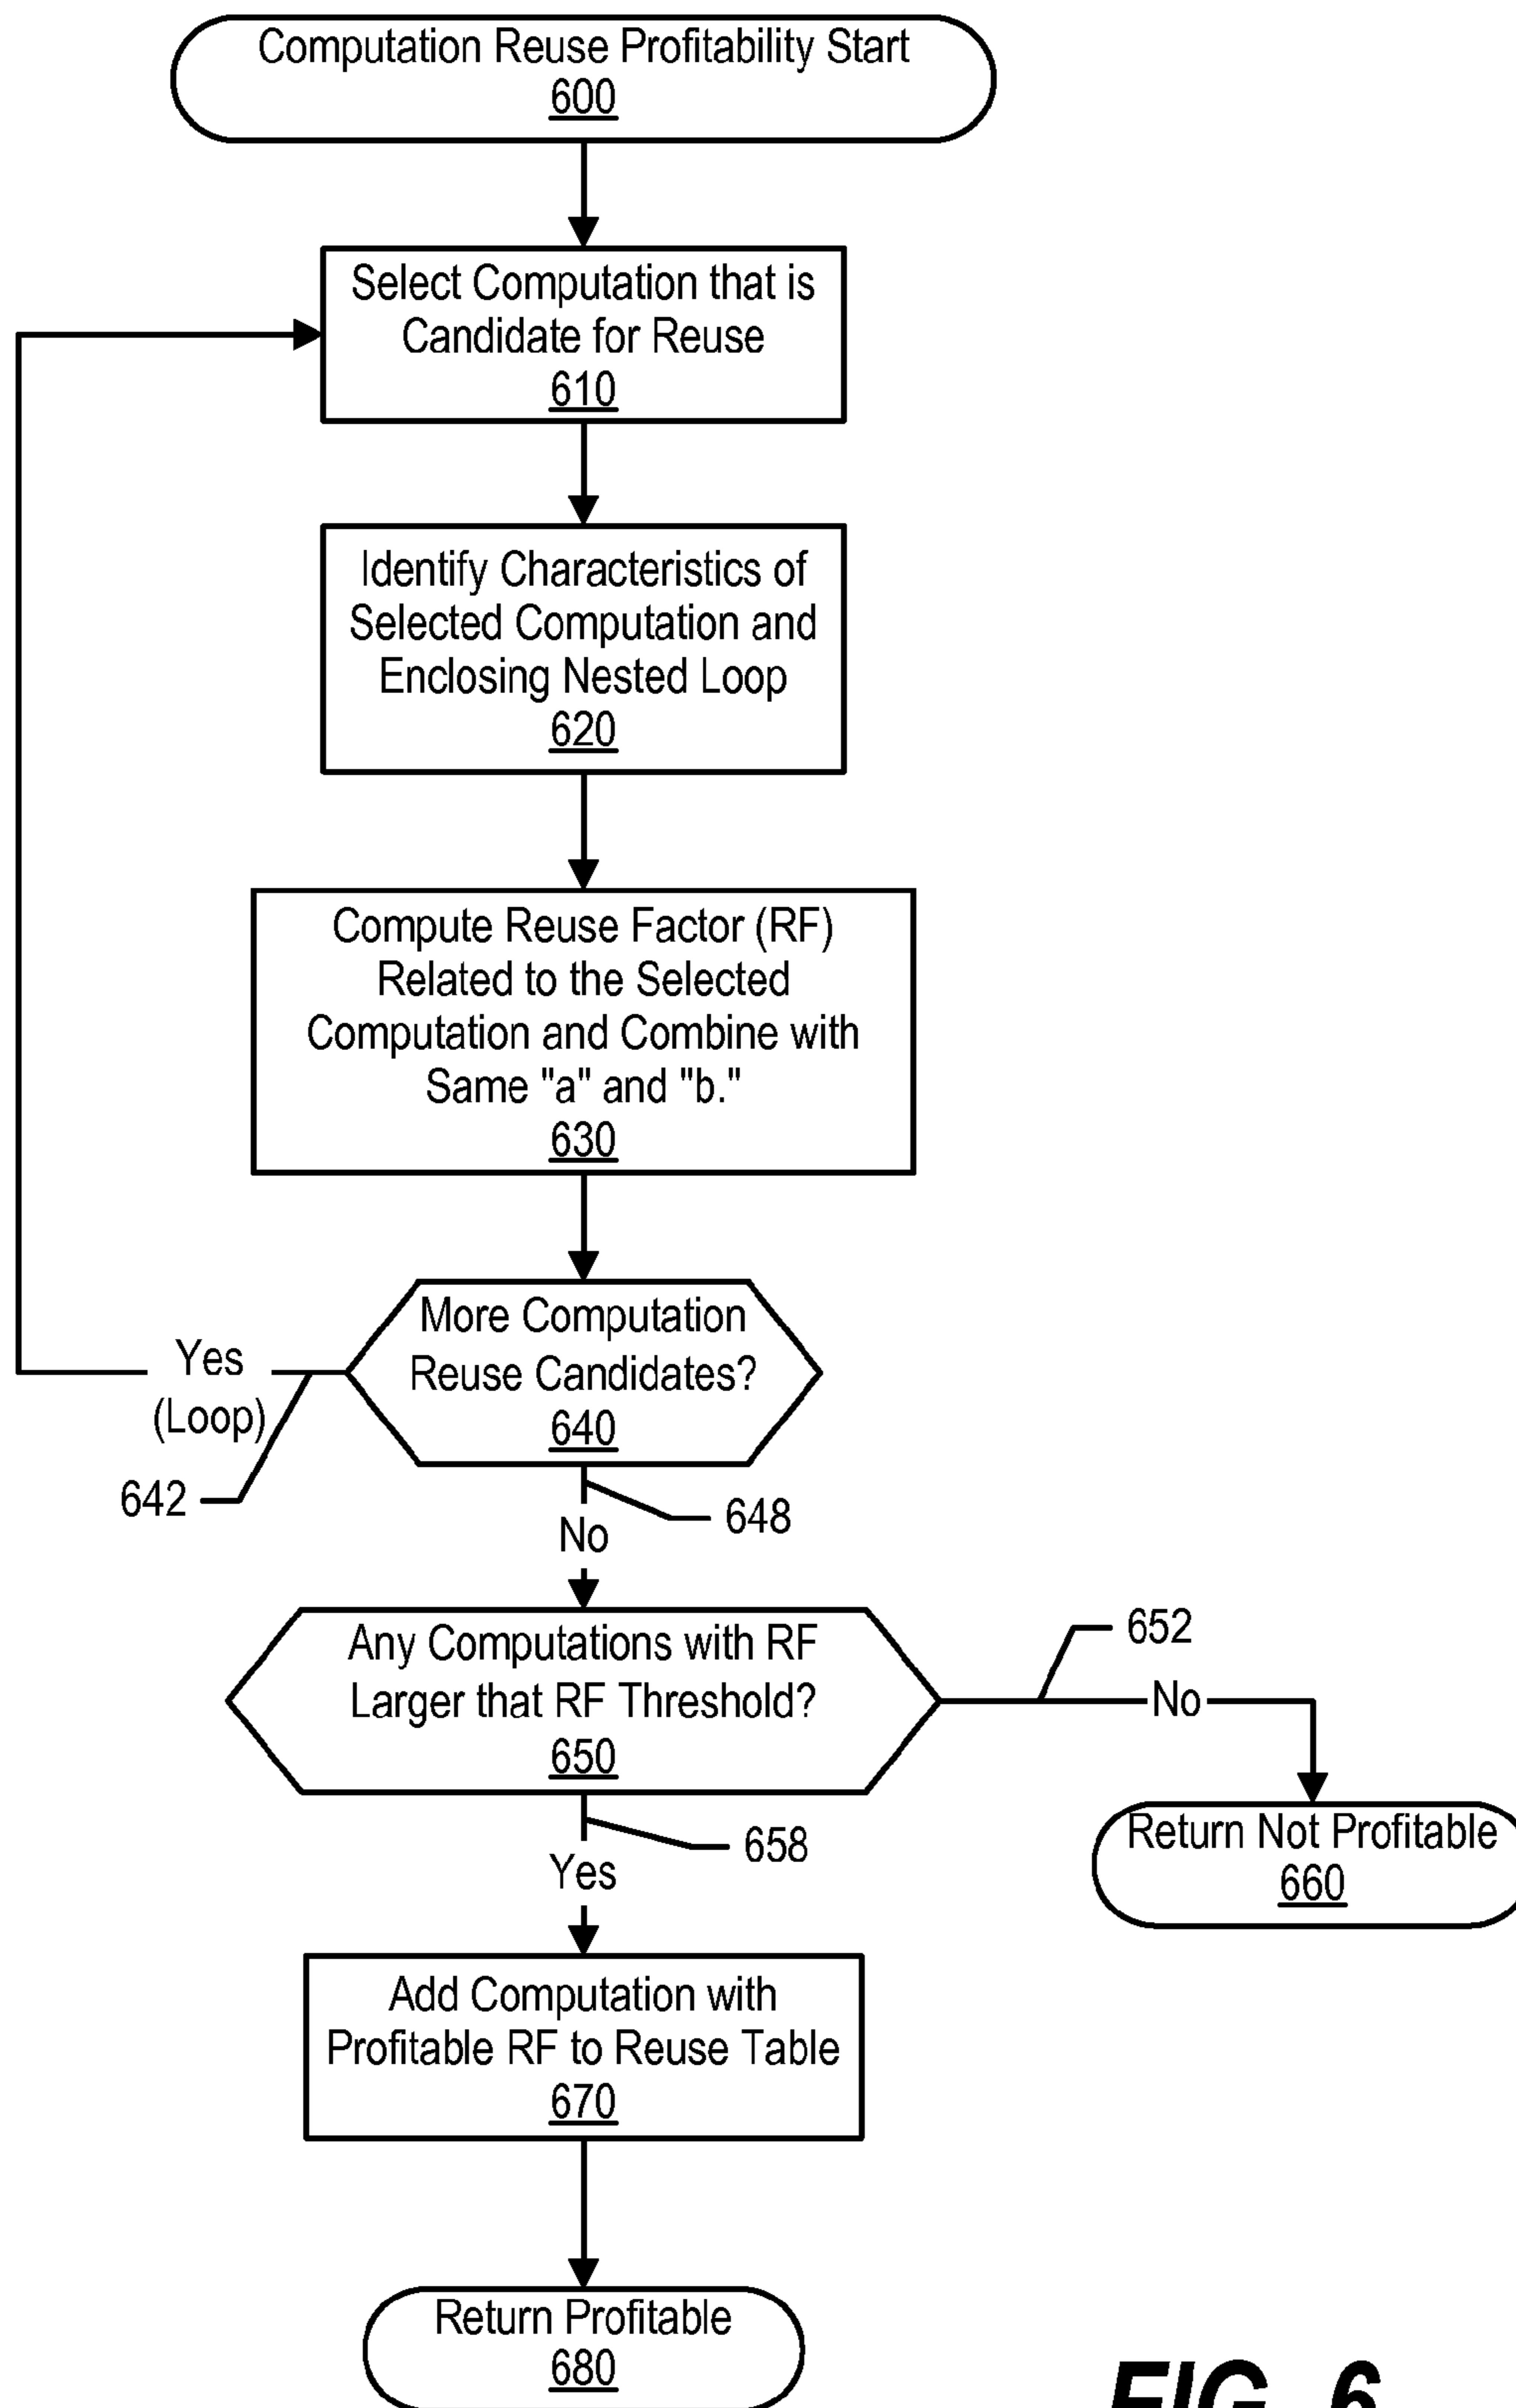 Computation Reuse Profitability Start
600
Select Computation that is
Candidate for Reuse
610
Identify Characteristics of
Selected Computation and
Enclosing Nested Loop
620
Compute Reuse Factor (RF)
Related to the Selected
Computation and Combine with
Same "a" and "b."
630
More Computation
Reuse Candidates?
640
Yes
(Loop)
642
648
No
Any Computations with RF
Larger that RF Threshold?
650
652
No
658
Yes
Return Not Profitable
660
Add Computation with
Profitable RF to Reuse Table
670
Return Profitable
680
FIG. 6